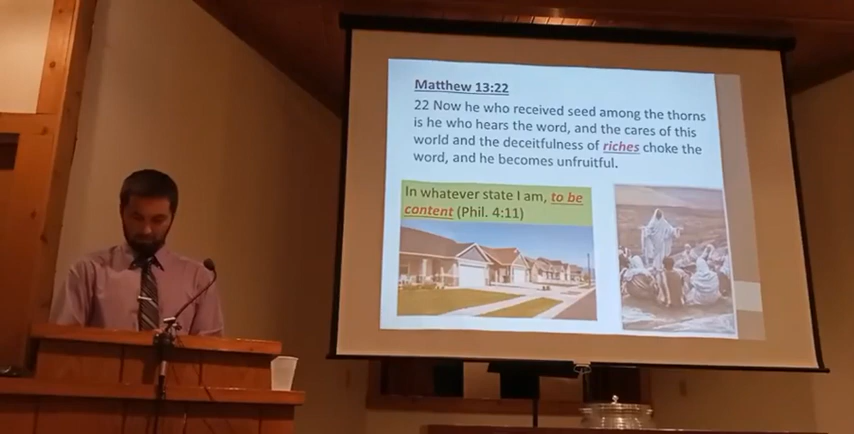 Matthew 13:22
22 Now he who received seed among the thorns
is he who hears the word, and the cares of this
world and the deceitfulness of riches choke the
word, and he becomes unfruitful.
In whatever state I am, to be
content (Phil. 4:11)